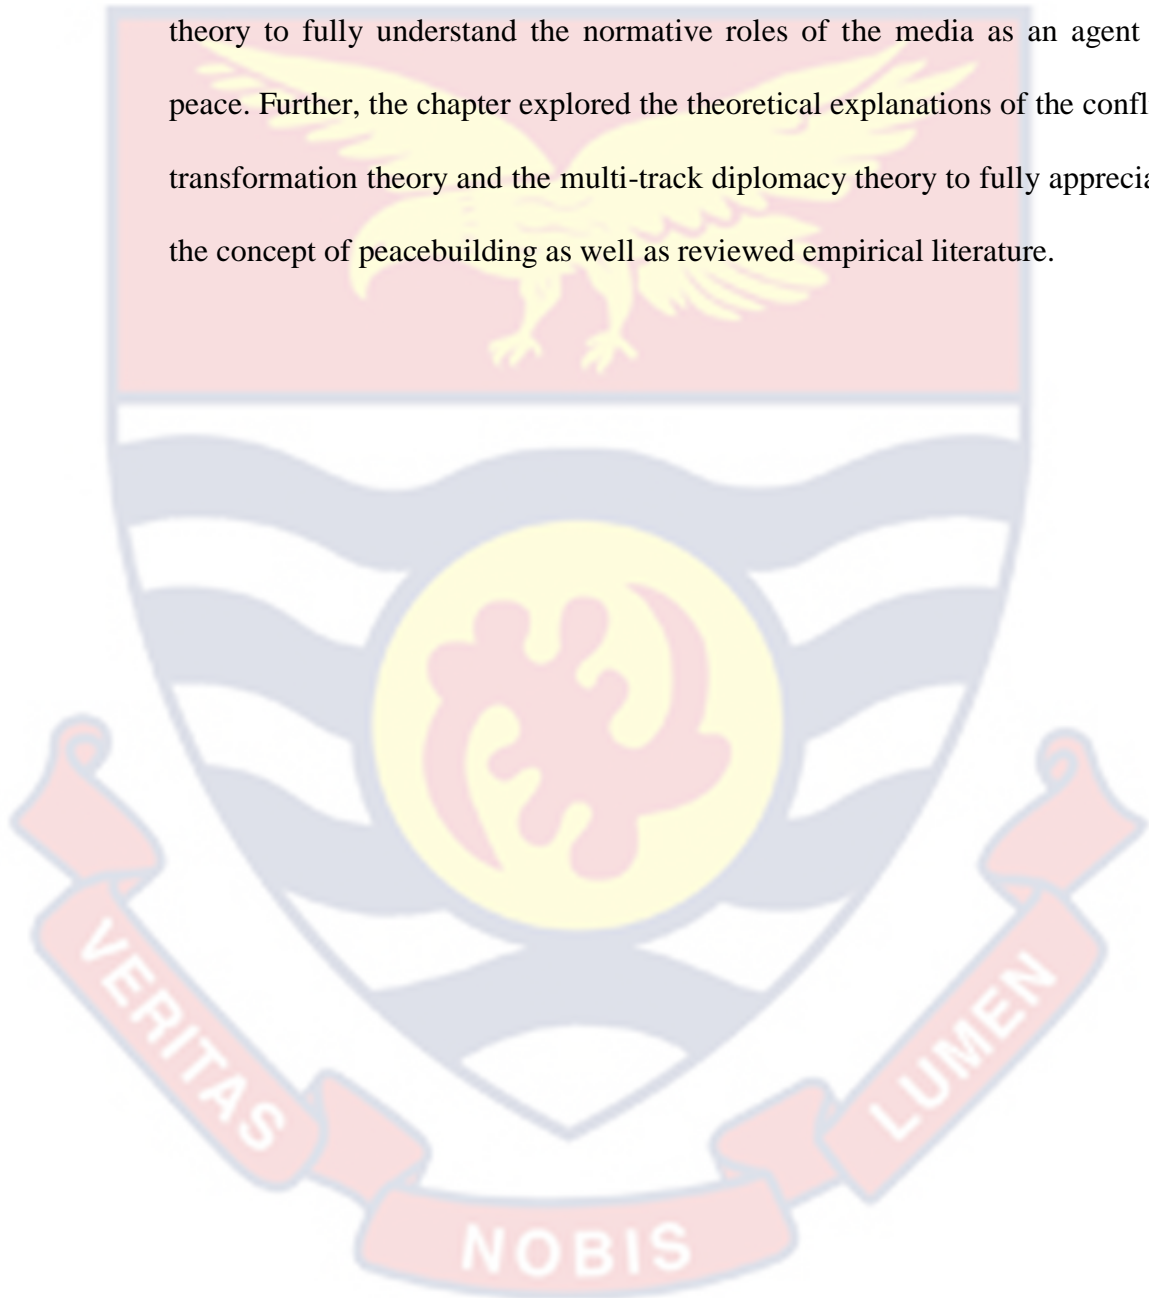 theory to fully understand the normative roles of the media as an agent
peace. Further, the chapter explored the theoretical explanations of the confl
transformation theory and the multi-track diplomacy theory to fully apprecia
the concept of peacebuilding as well as reviewed empirical literature.
VERITAS
NOBIS
LUMEN